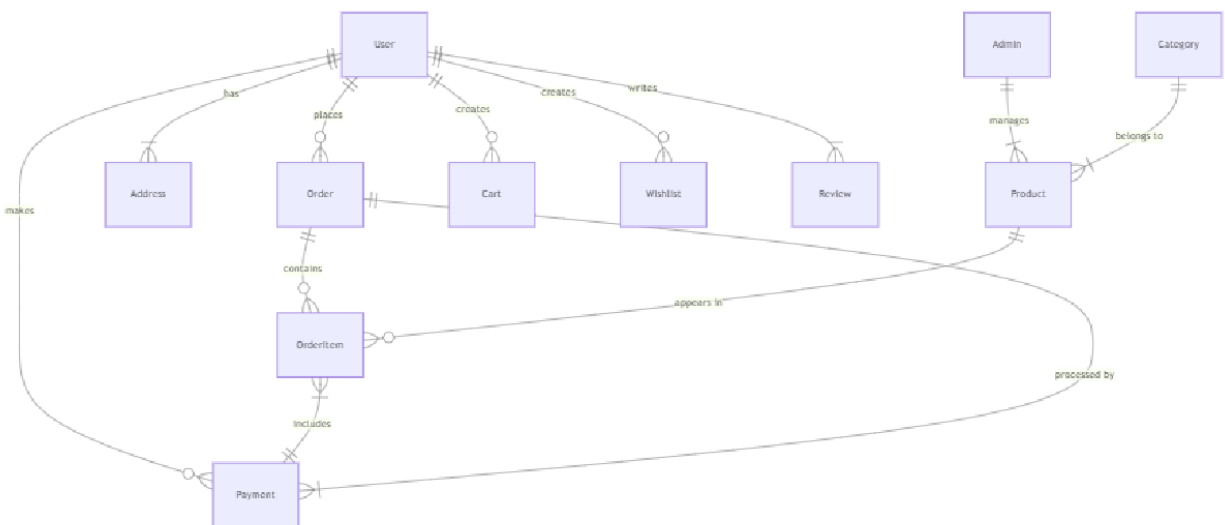 User
Admin
Category
has
places
creates
creates
writes
manages
belongs to
Address
Order
Cart
Wishlist
Review
Product
makes
contains
appears in
OrderItem
processed by
includes
Payment